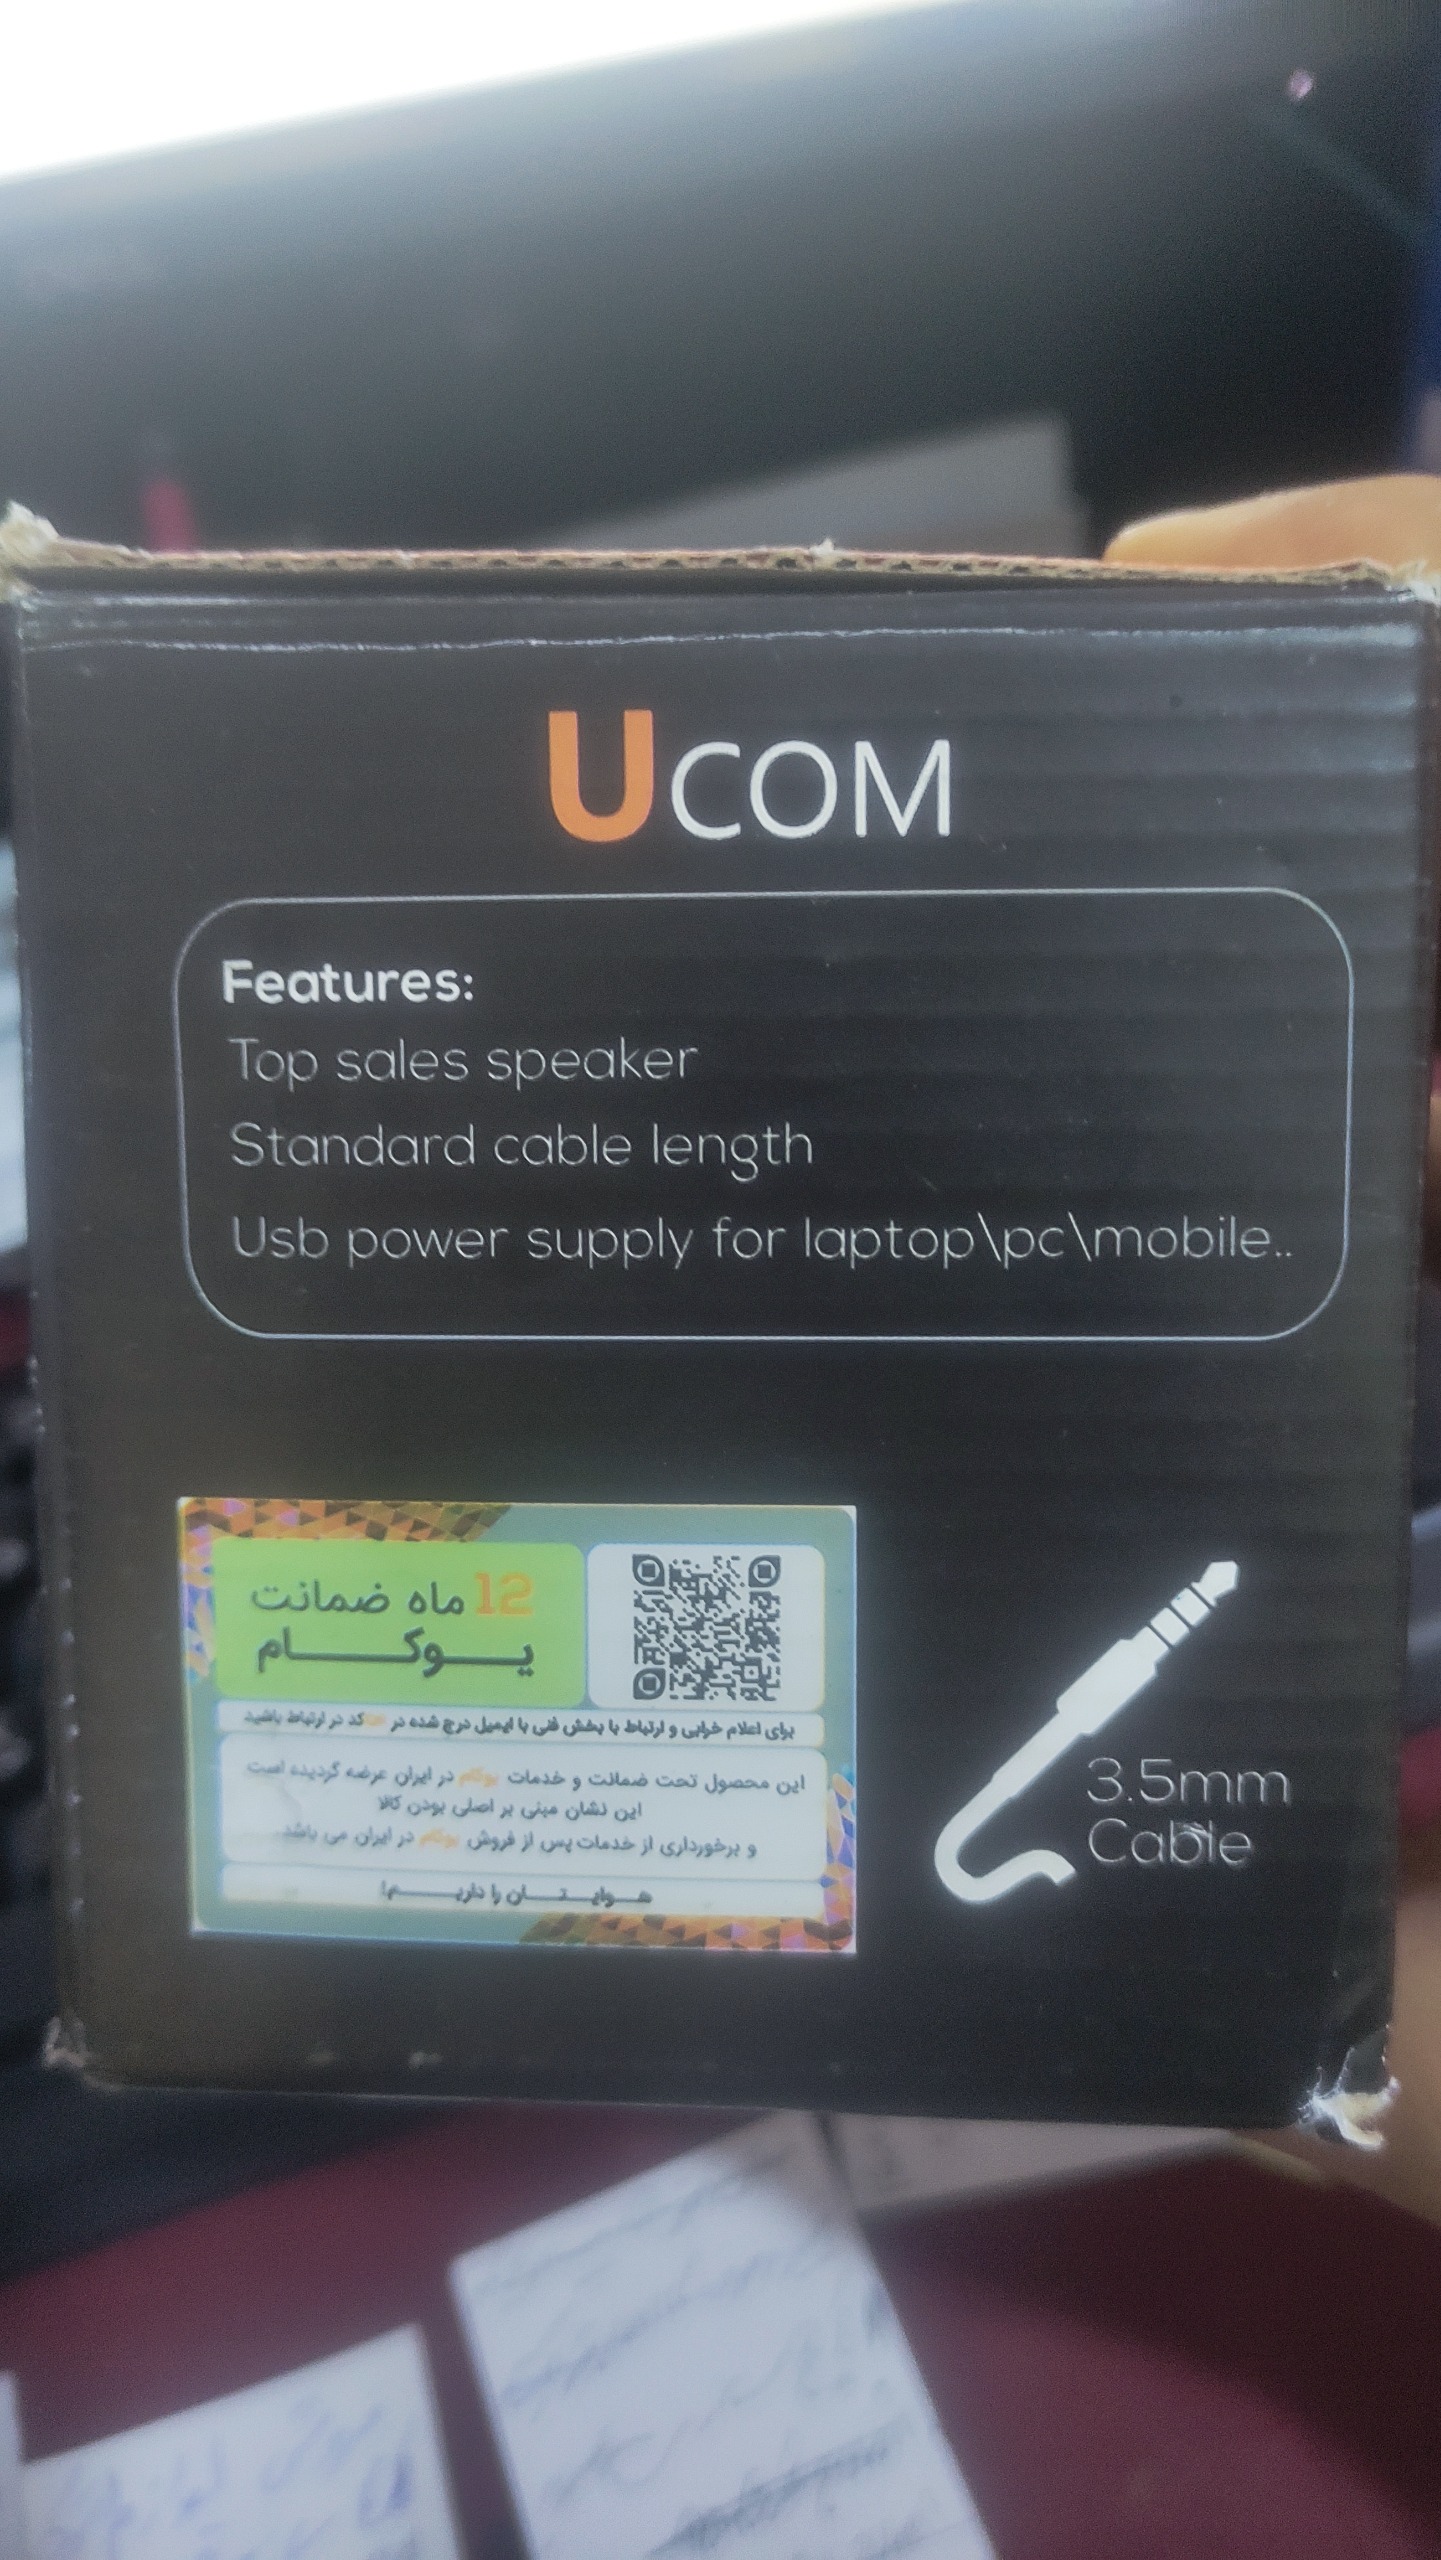 UCOM
Features:
Top sales speaker
Standard cable length
Usb power supply for laptop\pc\mobile..
12 ماه ضمانت
یـوکـام
برای اعلام خرابی و ارتباط با بخش فنی با ایمیل درج شده در کد در ارتباط باشید
این محصول تحت ضمانت و خدمات یوکام در ایران عرضه گردیده است
این نشان مبنی بر اصلی بودن کالا
و برخورداری از خدمات پس از فروش یوکام در ایران می باشد.
هـوایـتـان را داریـم!
3.5mm
Cable